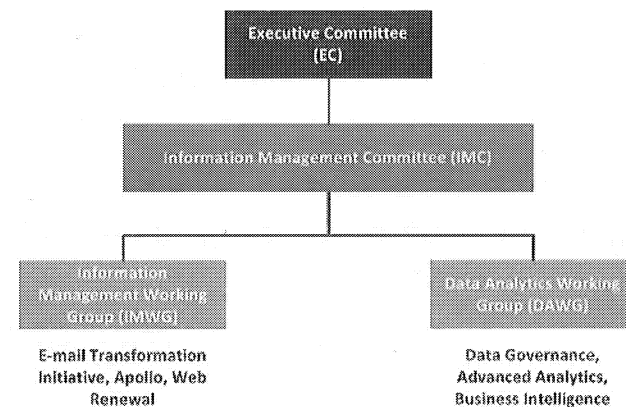 Executive Committee
(EC)
Information Management Committee (IMC)
Information
Management Working
Group (IMWG)
Data Analytics Working
Group (DAWG)
E-mail Transformation
Initiative, Apollo, Web
Renewal
Data Governance,
Advanced Analytics,
Business Intelligence